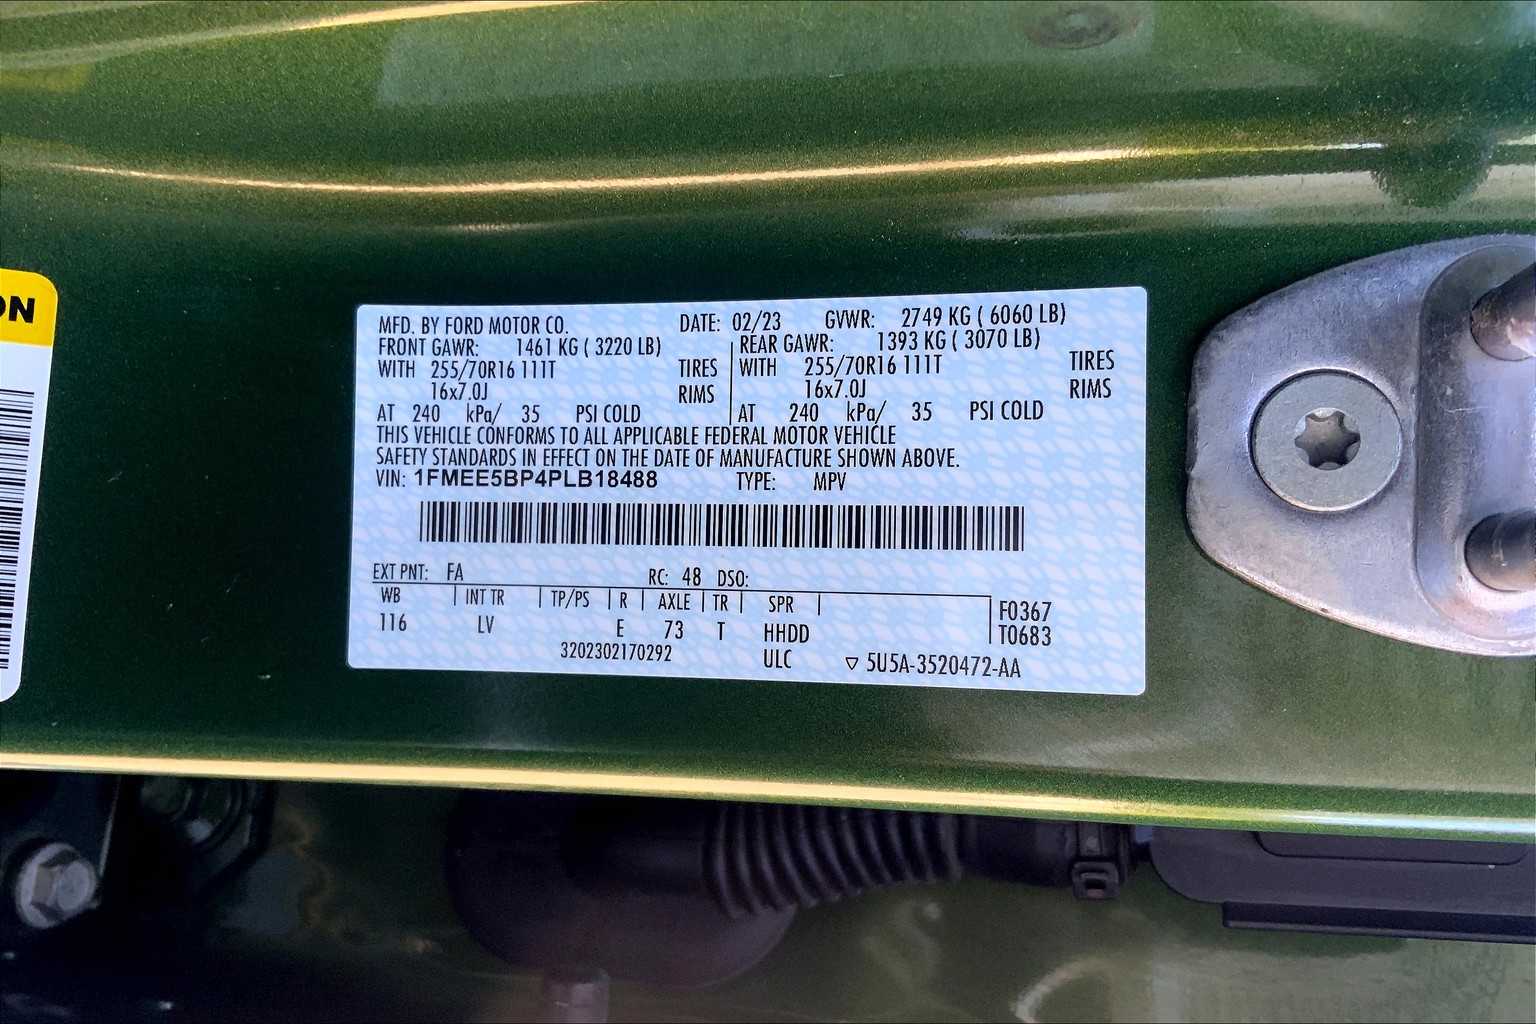 ON
MFD. BY FORD MOTOR CO. DATE: 02/23 GVWR: 2749 KG ( 6060 LB)
FRONT GAWR: 1461 KG ( 3220 LB) REAR GAWR: 1393 KG ( 3070 LB)
WITH 255/70R16 111T TIRES WITH 255/70R16 111T TIRES
16x7.0J RIMS 16x7.0J RIMS
AT 240 kPa/ 35 PSI COLD AT 240 kPa/ 35 PSI COLD
THIS VEHICLE CONFORMS TO ALL APPLICABLE FEDERAL MOTOR VEHICLE
SAFETY STANDARDS IN EFFECT ON THE DATE OF MANUFACTURE SHOWN ABOVE.
VIN: 1FMEE5BP4PLB18488 TYPE: MPV
EXT PNT: FA RC: 48 DSO:
WB INT TR TP/PS R AXLE TR SPR F0367
116 LV E 73 T HHDD T0683
3202302170292 ULC ▽ 5U5A-3520472-AA